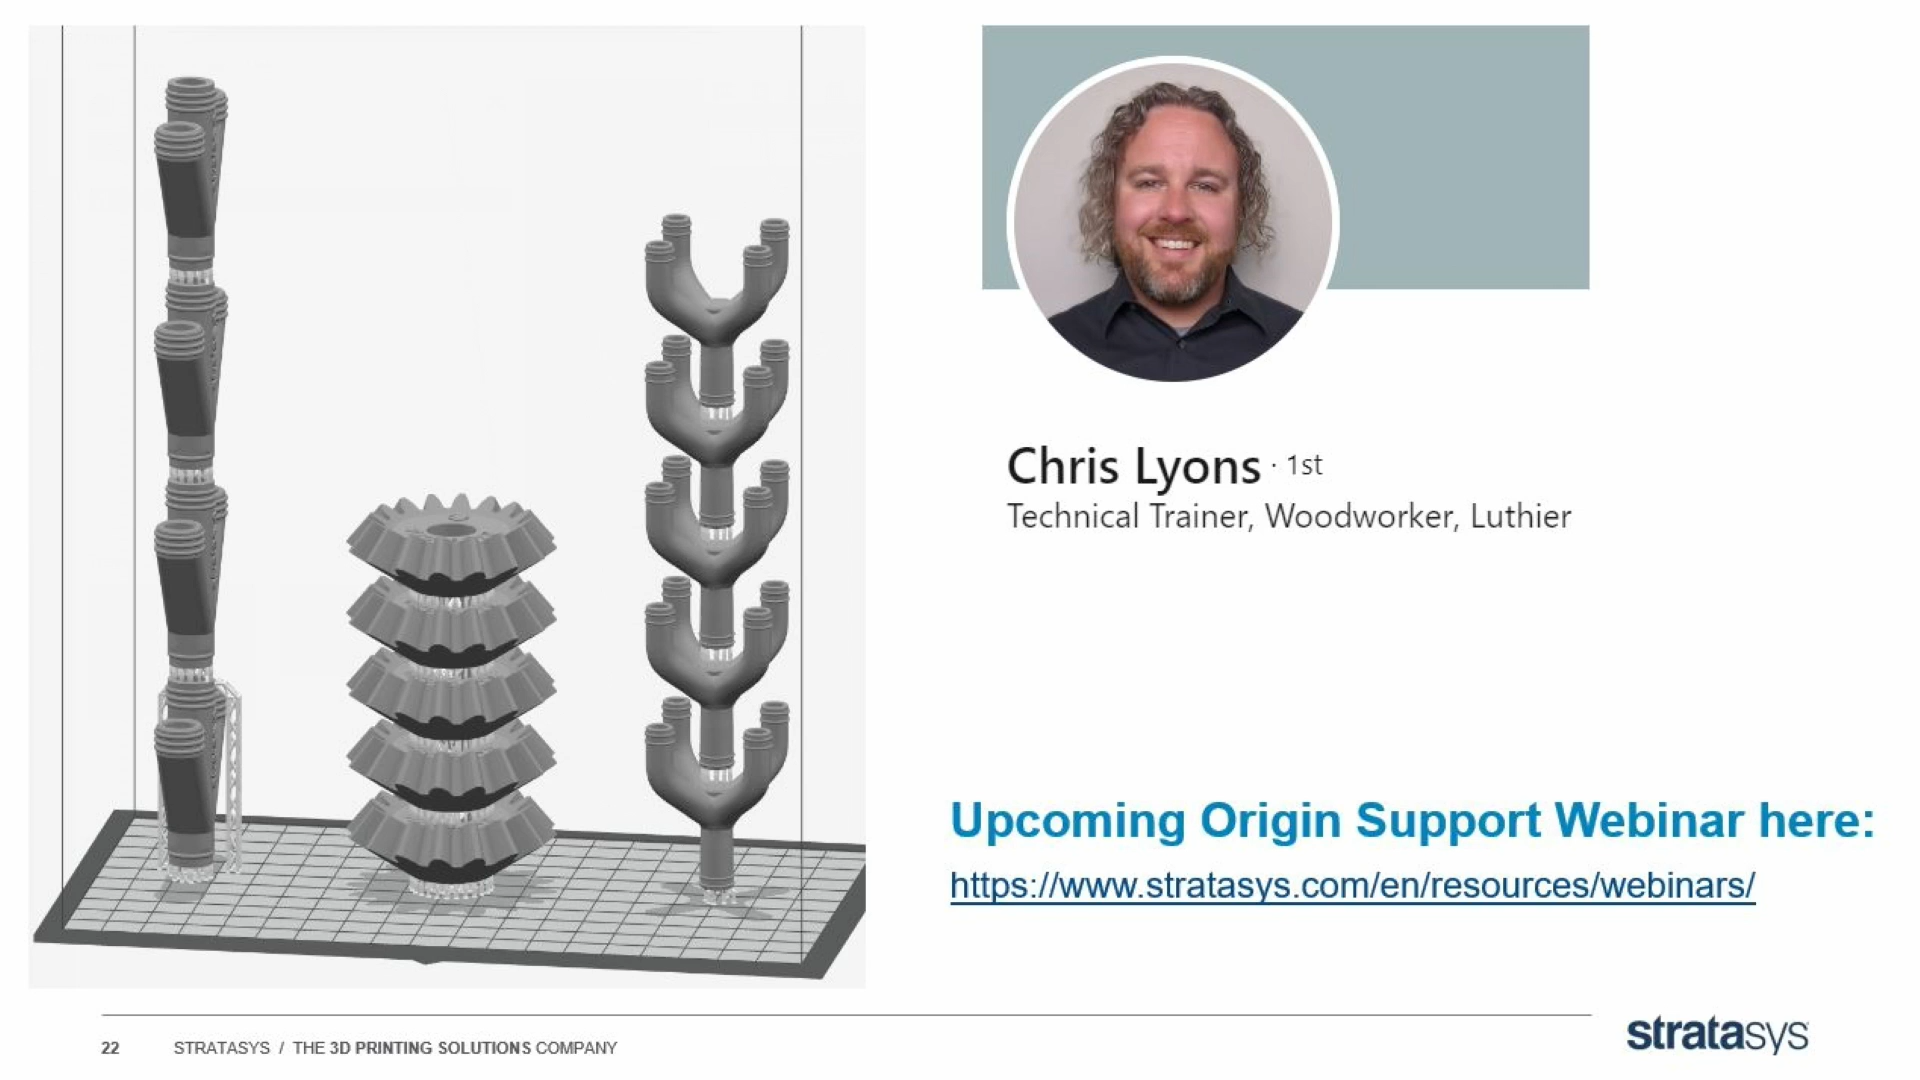 Chris Lyons · 1st
Technical Trainer, Woodworker, Luthier
Upcoming Origin Support Webinar here:
https://www.stratasys.com/en/resources/webinars/
22 STRATASYS / THE 3D PRINTING SOLUTIONS COMPANY
stratasys